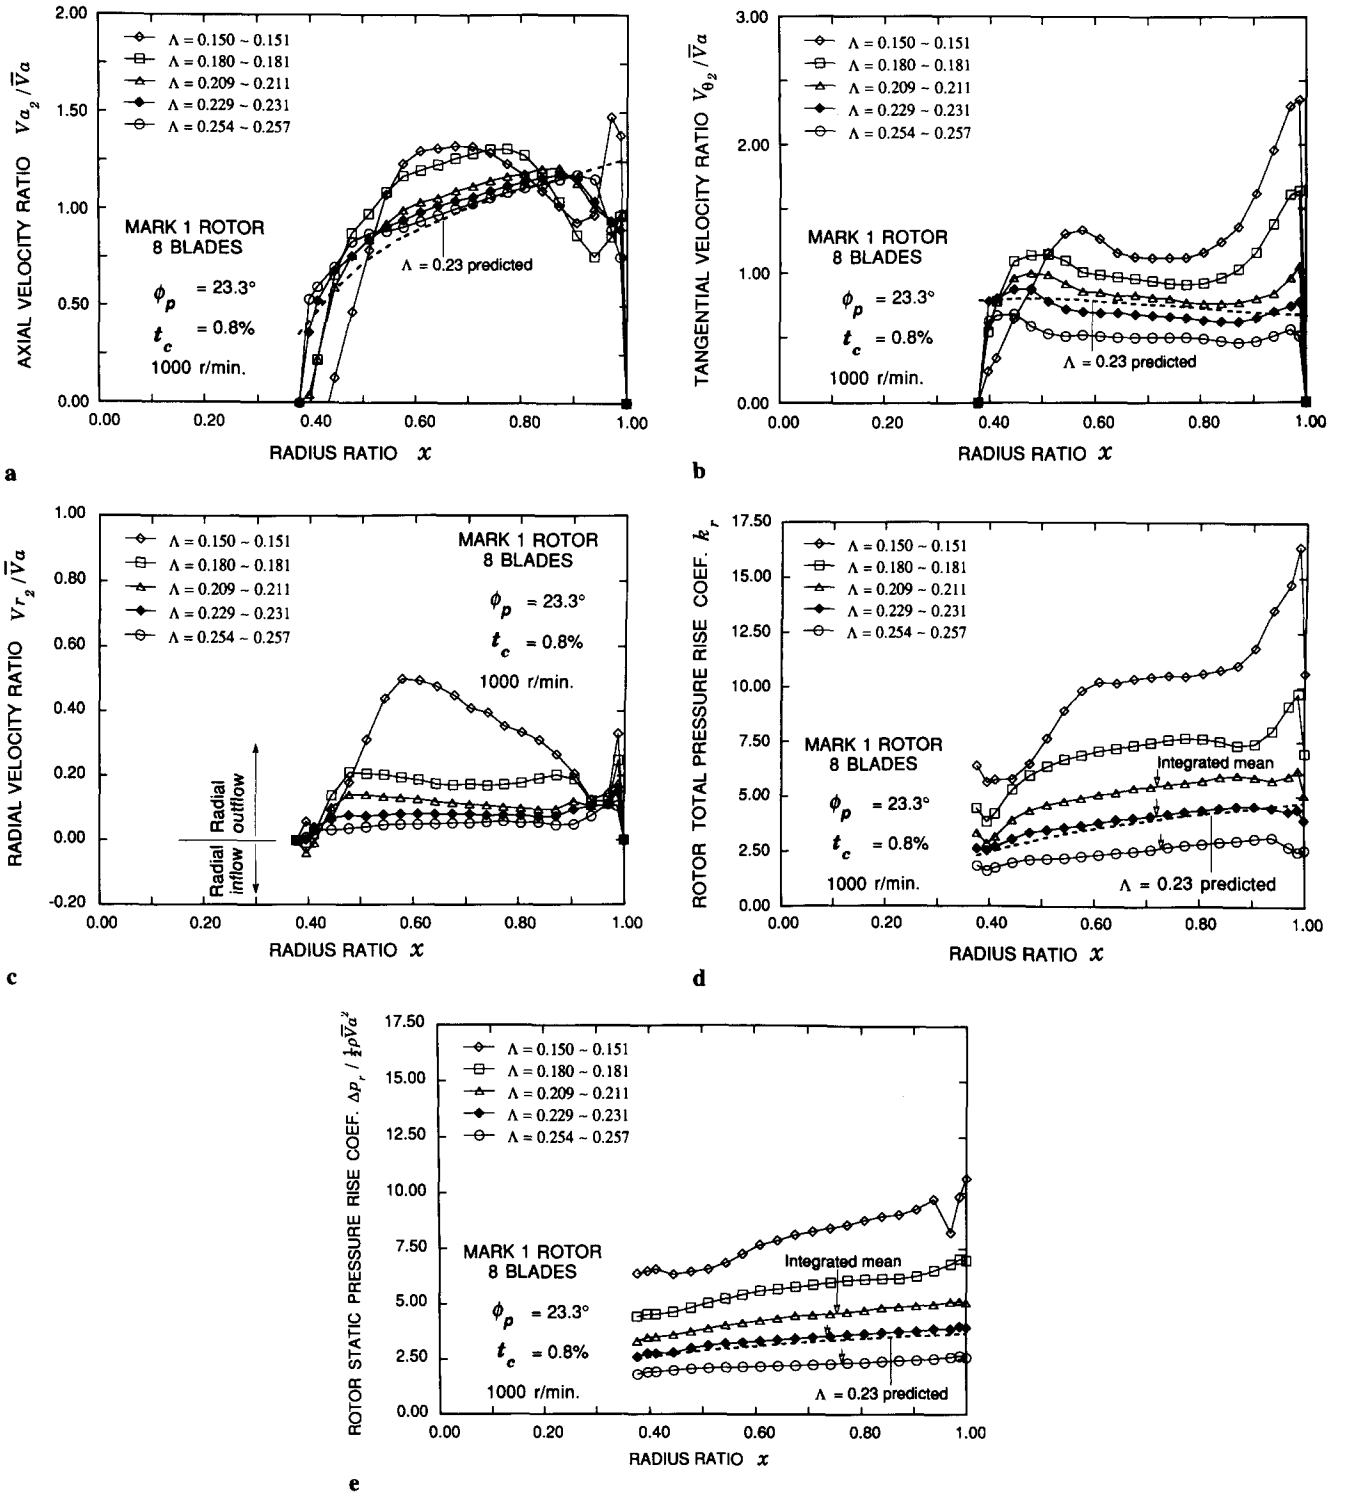 2.00
1.50
1.00
0.50
0.00
AXIAL VELOCITY RATIO Va₂/V̅a
Λ = 0.150 ~ 0.151
Λ = 0.180 ~ 0.181
Λ = 0.209 ~ 0.211
Λ = 0.229 ~ 0.231
Λ = 0.254 ~ 0.257
MARK 1 ROTOR
8 BLADES
ϕp = 23.3°
tc = 0.8%
1000 r/min.
Λ = 0.23 predicted
0.00 0.20 0.40 0.60 0.80 1.00
RADIUS RATIO x
a
3.00
2.00
1.00
0.00
TANGENTIAL VELOCITY RATIO Vθ₂/V̅a
Λ = 0.150 ~ 0.151
Λ = 0.180 ~ 0.181
Λ = 0.209 ~ 0.211
Λ = 0.229 ~ 0.231
Λ = 0.254 ~ 0.257
MARK 1 ROTOR
8 BLADES
ϕp = 23.3°
tc = 0.8%
1000 r/min.
Λ = 0.23 predicted
0.00 0.20 0.40 0.60 0.80 1.00
RADIUS RATIO x
b
1.00
0.80
0.60
0.40
0.20
0.00
-0.20
RADIAL VELOCITY RATIO Vr₂/V̅a
Λ = 0.150 ~ 0.151
Λ = 0.180 ~ 0.181
Λ = 0.209 ~ 0.211
Λ = 0.229 ~ 0.231
Λ = 0.254 ~ 0.257
MARK 1 ROTOR
8 BLADES
ϕp = 23.3°
tc = 0.8%
1000 r/min.
Radial
outflow
Radial
inflow
0.00 0.20 0.40 0.60 0.80 1.00
RADIUS RATIO x
c
17.50
15.00
12.50
10.00
7.50
5.00
2.50
0.00
ROTOR TOTAL PRESSURE RISE COEF. kr
Λ = 0.150 ~ 0.151
Λ = 0.180 ~ 0.181
Λ = 0.209 ~ 0.211
Λ = 0.229 ~ 0.231
Λ = 0.254 ~ 0.257
MARK 1 ROTOR
8 BLADES
ϕp = 23.3°
tc = 0.8%
1000 r/min.
Integrated mean
Λ = 0.23 predicted
0.00 0.20 0.40 0.60 0.80 1.00
RADIUS RATIO x
d
17.50
15.00
12.50
10.00
7.50
5.00
2.50
0.00
ROTOR STATIC PRESSURE RISE COEF. Δpr / ½ρV̅a²
Λ = 0.150 ~ 0.151
Λ = 0.180 ~ 0.181
Λ = 0.209 ~ 0.211
Λ = 0.229 ~ 0.231
Λ = 0.254 ~ 0.257
MARK 1 ROTOR
8 BLADES
ϕp = 23.3°
tc = 0.8%
1000 r/min.
Integrated mean
Λ = 0.23 predicted
0.00 0.20 0.40 0.60 0.80 1.00
RADIUS RATIO x
e